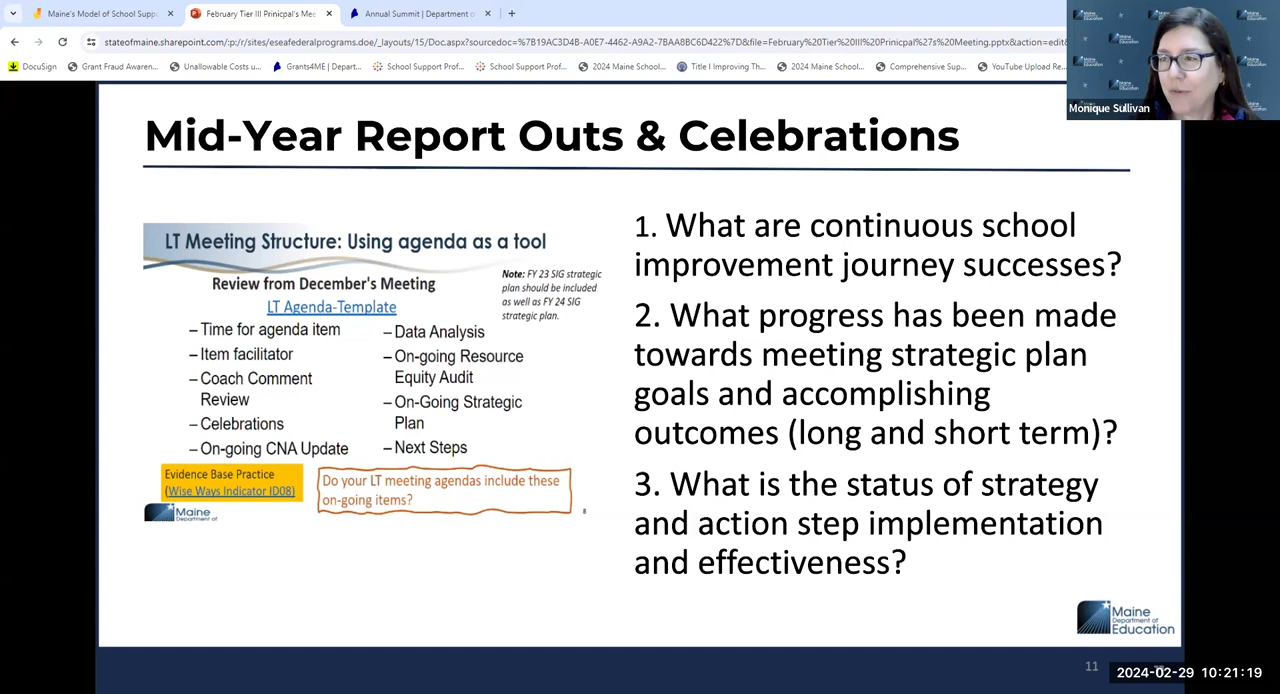 Maine's Model of School Supp
February Tier III Prinicpal's Mee
Annual Summit | Department o
stateofmaine.sharepoint.com/:p:/r/sites/eseafederalprograms.doe/_layouts/15/Doc.aspx?sourcedoc=%7B19AC3D4B-A0E7-4462-A9A2-7BAA8BC6D422%7D&file=February%20Tier%20III%20Prinicpal%27s%20Meeting.pptx&action=edit
DocuSign
Grant Fraud Awaren...
Unallowable Costs u...
Grants4ME | Depart...
School Support Prof...
School Support Prof...
2024 Maine School...
Title I Improving Th...
2024 Maine School...
Comprehensive Sup...
YouTube Upload Re
Monique Sullivan
Mid-Year Report Outs & Celebrations
LT Meeting Structure: Using agenda as a tool
Review from December's Meeting
LT Agenda-Template
Note: FY 23 SIG strategic
plan should be included
as well as FY 24 SIG
strategic plan.
– Time for agenda item
– Item facilitator
– Coach Comment
Review
– Celebrations
– On-going CNA Update
– Data Analysis
– On-going Resource
Equity Audit
– On-Going Strategic
Plan
– Next Steps
Evidence Base Practice
(Wise Ways Indicator ID08)
Do your LT meeting agendas include these
on-going items?
8
Maine
Department of
1. What are continuous school
improvement journey successes?
2. What progress has been made
towards meeting strategic plan
goals and accomplishing
outcomes (long and short term)?
3. What is the status of strategy
and action step implementation
and effectiveness?
Maine
Department of
Education
11
2024-02-29 10:21:19